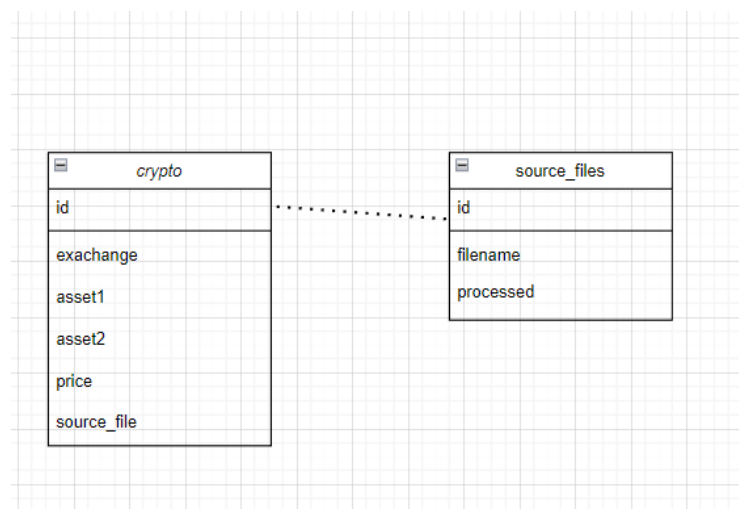 crypto
id
exachange
asset1
asset2
price
source_file
source_files
id
filename
processed